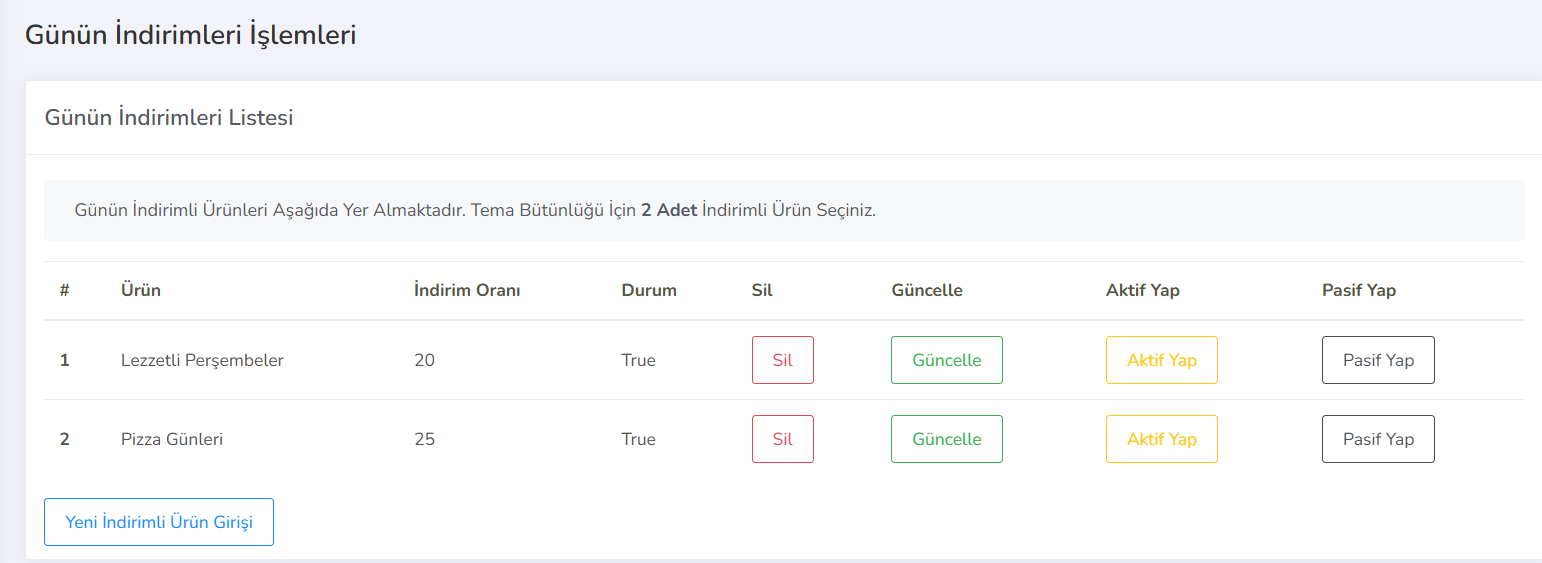 Günün İndirimleri İşlemleri
Günün İndirimleri Listesi
Günün İndirimli Ürünleri Aşağıda Yer Almaktadır. Tema Bütünlüğü İçin 2 Adet İndirimli Ürün Seçiniz.
# Ürün İndirim Oranı Durum Sil Güncelle Aktif Yap Pasif Yap
1 Lezzetli Perşembeler 20 True Sil Güncelle Aktif Yap Pasif Yap
2 Pizza Günleri 25 True Sil Güncelle Aktif Yap Pasif Yap
Yeni İndirimli Ürün Girişi